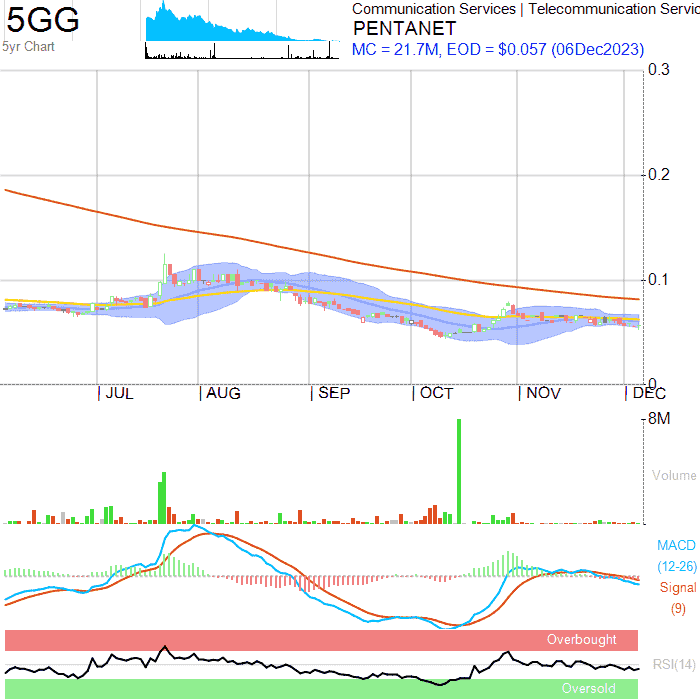 5GG
5yr Chart
Communication Services | Telecommunication Servic
PENTANET
MC = 21.7M, EOD = $0.057 (06Dec2023)
0.3
0.2
0.1
0
JUL
AUG
SEP
OCT
NOV
DEC
8M
Volume
MACD
(12-26)
Signal
(9)
Overbought
RSI(14)
Oversold